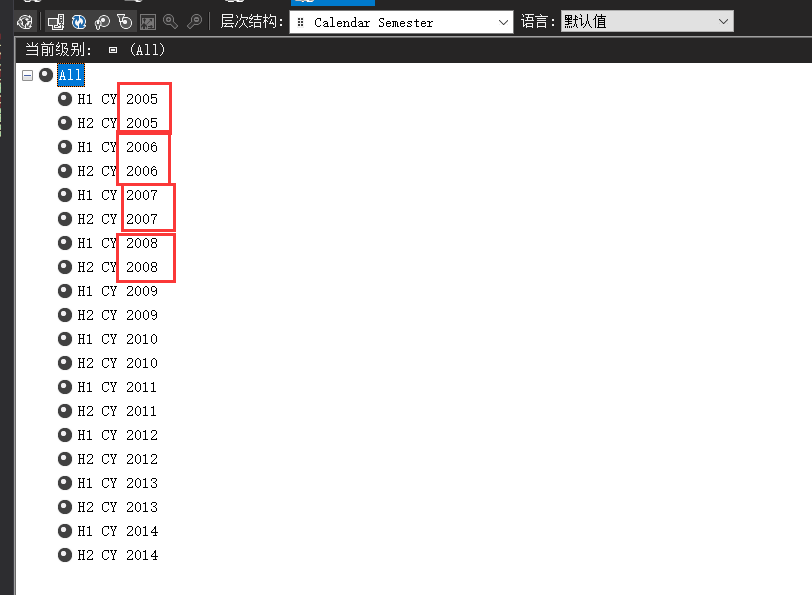 层次结构: Calendar Semester 语言: 默认值
当前级别: (All)
All
H1 CY 2005
H2 CY 2005
H1 CY 2006
H2 CY 2006
H1 CY 2007
H2 CY 2007
H1 CY 2008
H2 CY 2008
H1 CY 2009
H2 CY 2009
H1 CY 2010
H2 CY 2010
H1 CY 2011
H2 CY 2011
H1 CY 2012
H2 CY 2012
H1 CY 2013
H2 CY 2013
H1 CY 2014
H2 CY 2014